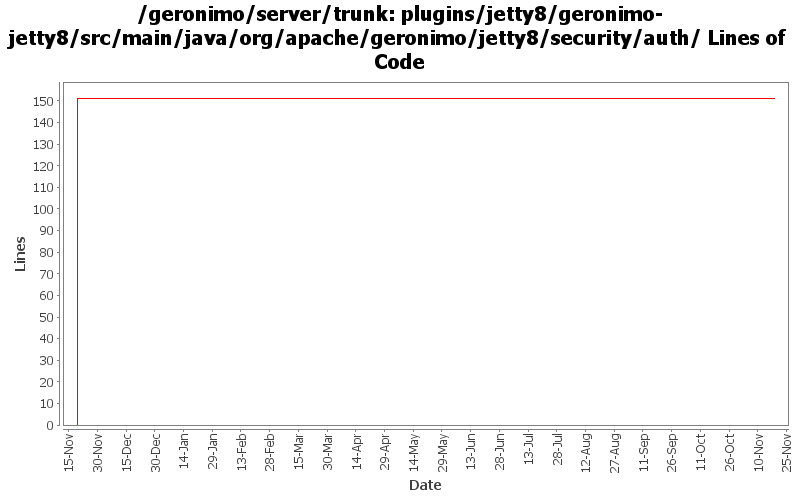 /geronimo/server/trunk: plugins/jetty8/geronimo-
jetty8/src/main/java/org/apache/geronimo/jetty8/security/auth/ Lines of
Code
150
140
130
120
110
100
90
80
70
60
50
40
30
20
10
0
Lines
15-Nov
30-Nov
15-Dec
30-Dec
14-Jan
29-Jan
13-Feb
28-Feb
15-Mar
30-Mar
14-Apr
29-Apr
14-May
29-May
13-Jun
28-Jun
13-Jul
28-Jul
12-Aug
27-Aug
11-Sep
26-Sep
11-Oct
26-Oct
10-Nov
25-Nov
Date